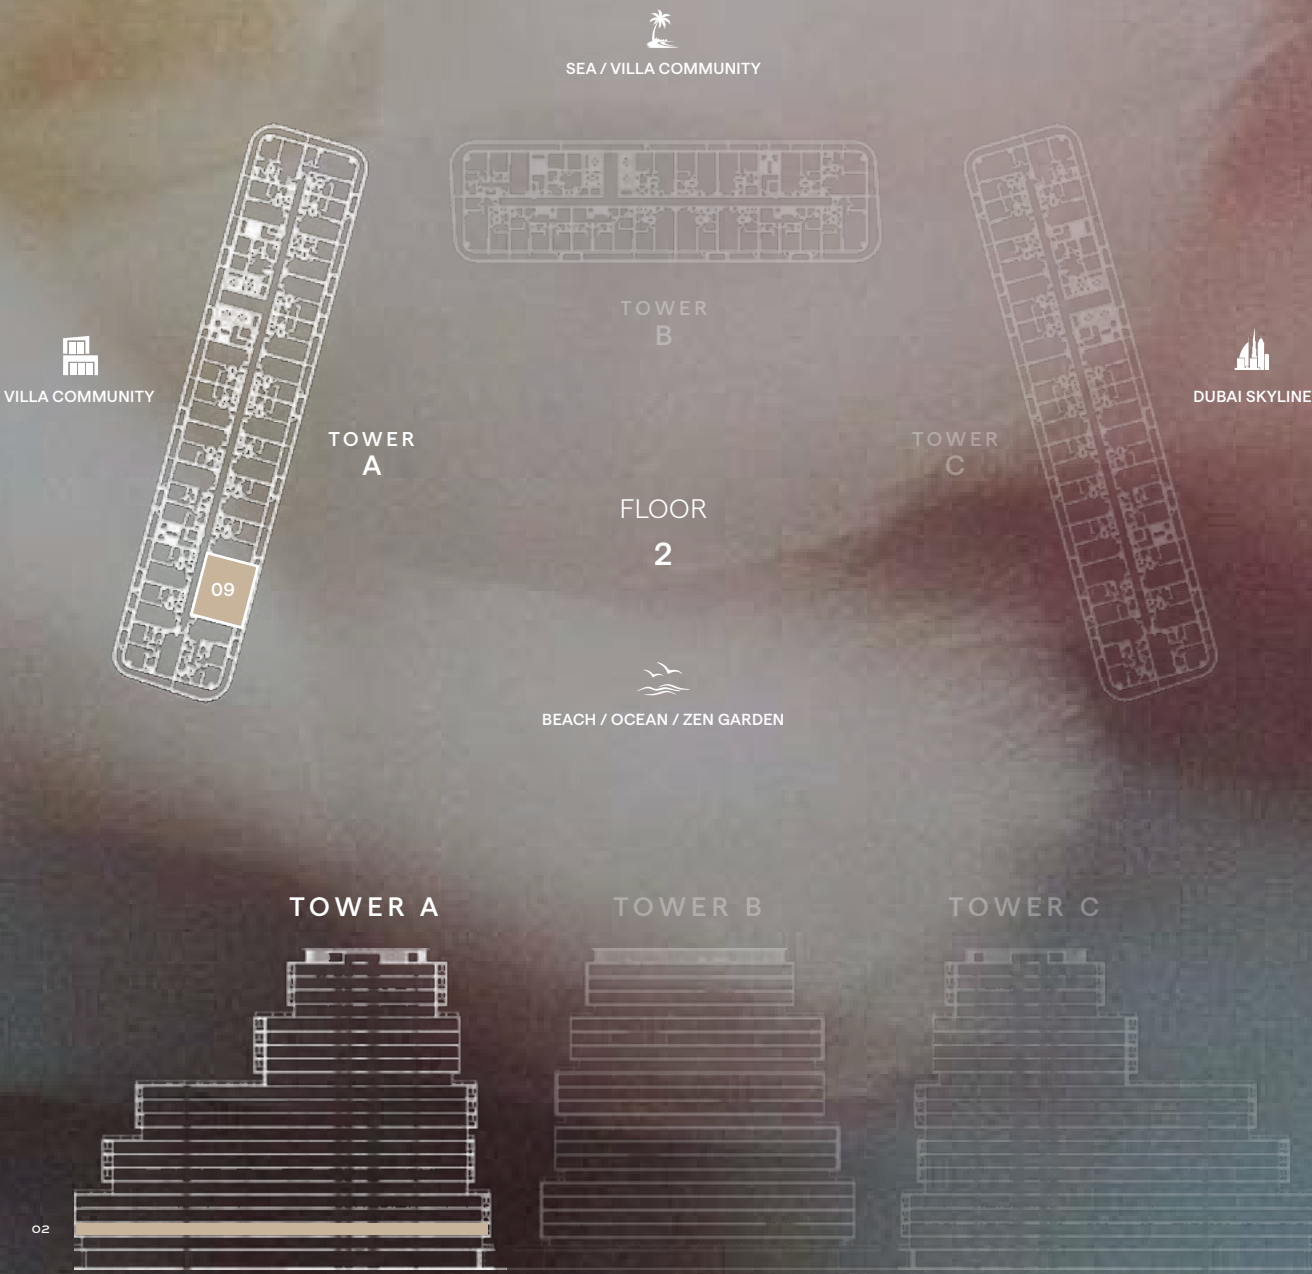 SEA / VILLA COMMUNITY
TOWER
B
VILLA COMMUNITY
DUBAI SKYLINE
TOWER
A
TOWER
C
FLOOR
2
09
BEACH / OCEAN / ZEN GARDEN
TOWER A
TOWER B
TOWER C
02